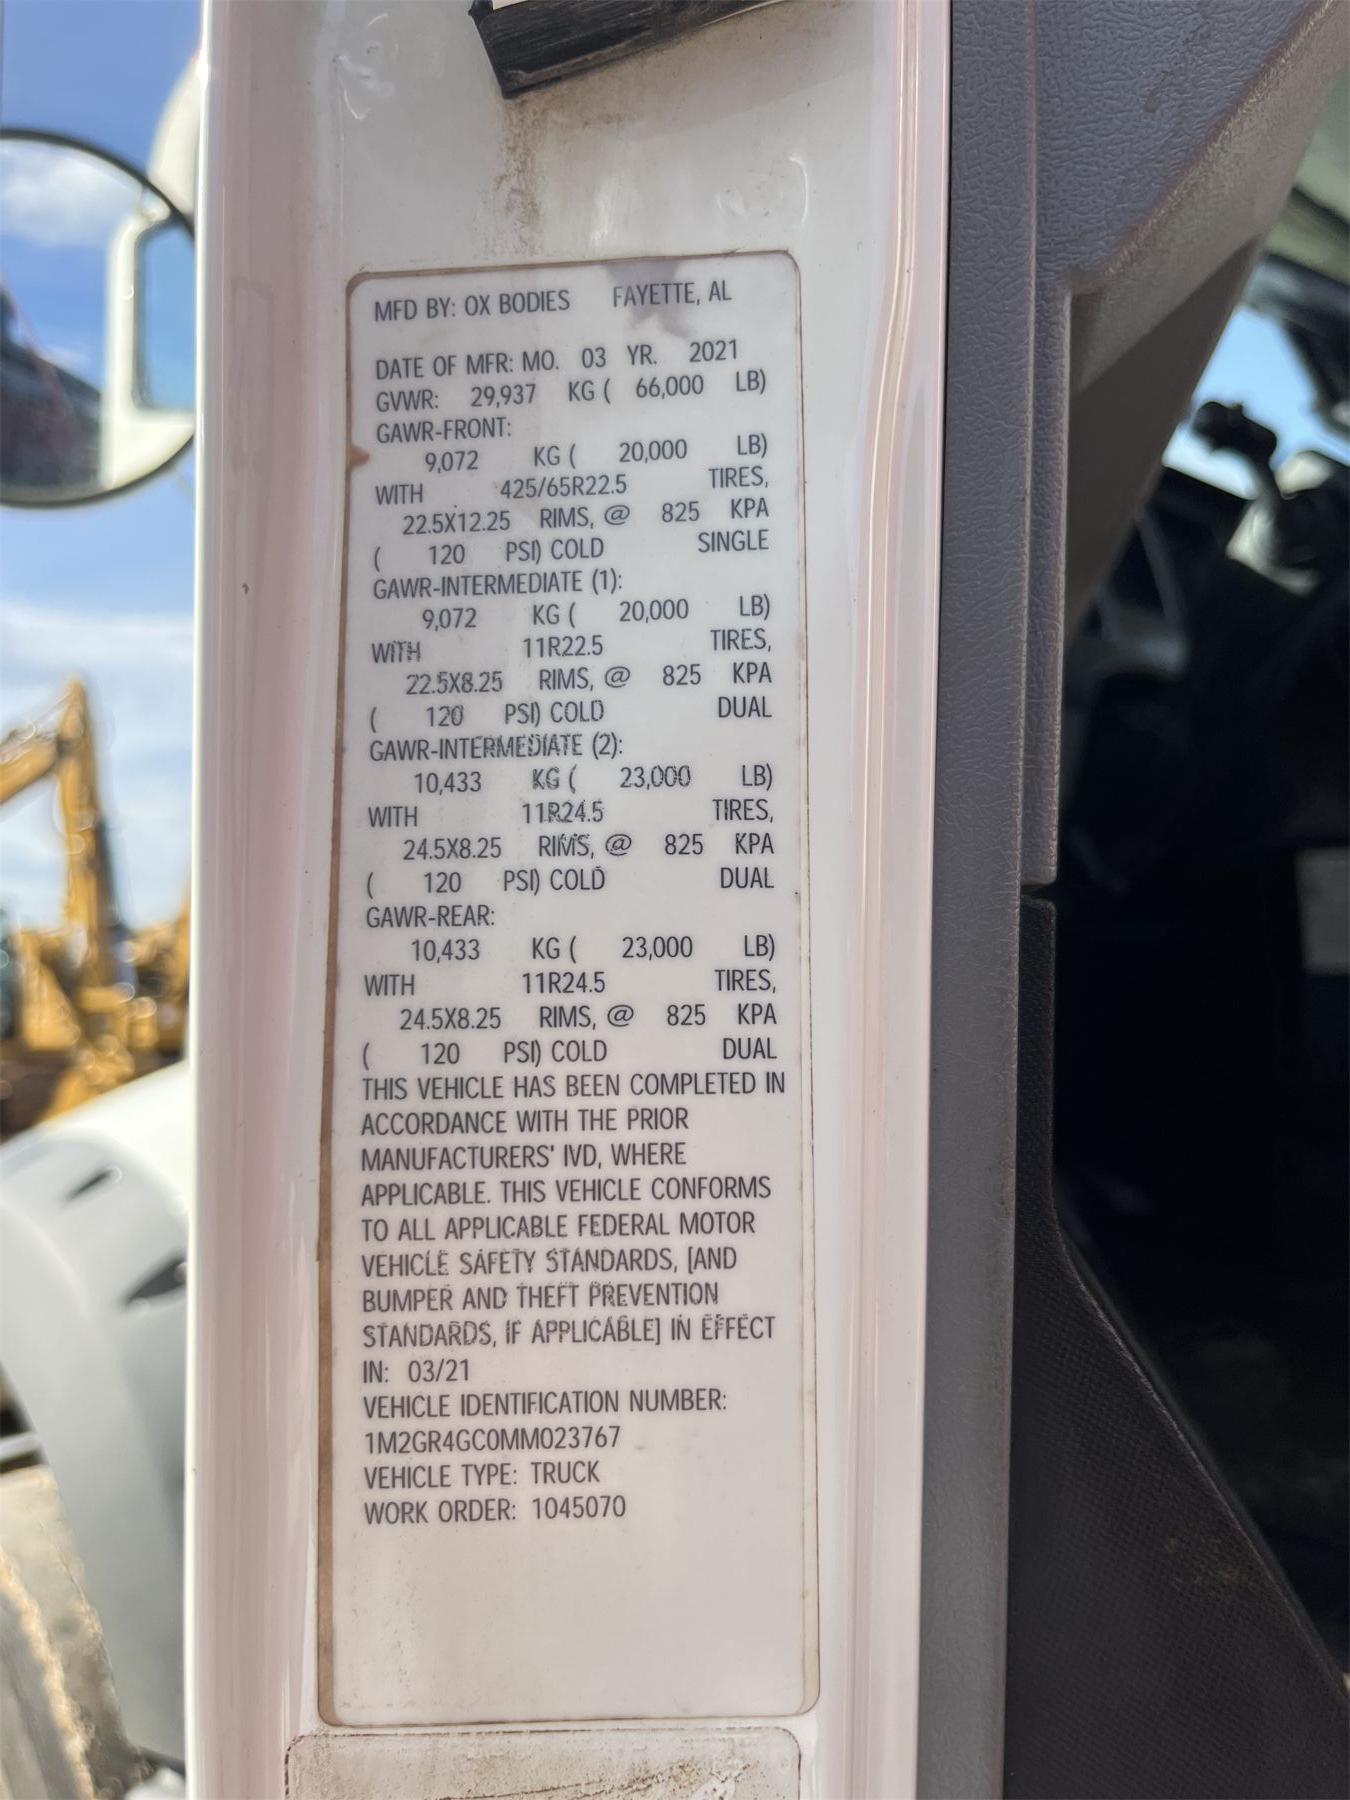 MFD BY: OX BODIES FAYETTE, AL
DATE OF MFR: MO. 03 YR. 2021
GVWR: 29,937 KG ( 66,000 LB)
GAWR-FRONT:
9,072 KG ( 20,000 LB)
WITH 425/65R22.5 TIRES,
22.5X12.25 RIMS, @ 825 KPA
( 120 PSI) COLD SINGLE
GAWR-INTERMEDIATE (1):
9,072 KG ( 20,000 LB)
WITH 11R22.5 TIRES,
22.5X8.25 RIMS, @ 825 KPA
( 120 PSI) COLD DUAL
GAWR-INTERMEDIATE (2):
10,433 KG ( 23,000 LB)
WITH 11R24.5 TIRES,
24.5X8.25 RIMS, @ 825 KPA
( 120 PSI) COLD DUAL
GAWR-REAR:
10,433 KG ( 23,000 LB)
WITH 11R24.5 TIRES,
24.5X8.25 RIMS, @ 825 KPA
( 120 PSI) COLD DUAL
THIS VEHICLE HAS BEEN COMPLETED IN
ACCORDANCE WITH THE PRIOR
MANUFACTURERS' IVD, WHERE
APPLICABLE. THIS VEHICLE CONFORMS
TO ALL APPLICABLE FEDERAL MOTOR
VEHICLE SAFETY STANDARDS, [AND
BUMPER AND THEFT PREVENTION
STANDARDS, IF APPLICABLE] IN EFFECT
IN: 03/21
VEHICLE IDENTIFICATION NUMBER:
1M2GR4GC0MM023767
VEHICLE TYPE: TRUCK
WORK ORDER: 1045070